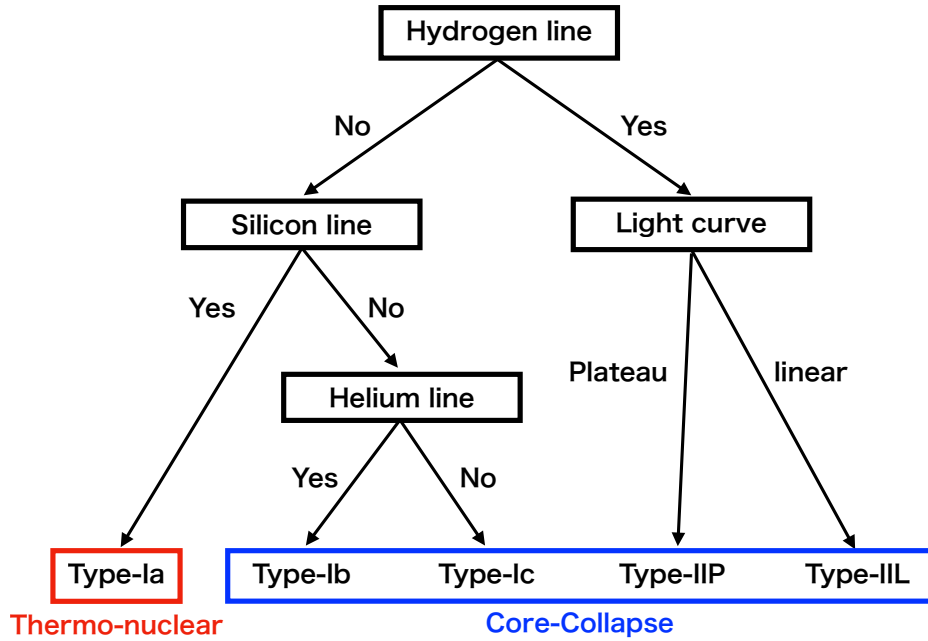 Hydrogen line
No
Yes
Silicon line
Light curve
Yes
No
Plateau
linear
Helium line
Yes
No
Type-Ia
Type-Ib
Type-Ic
Type-IIP
Type-IIL
Thermo-nuclear
Core-Collapse